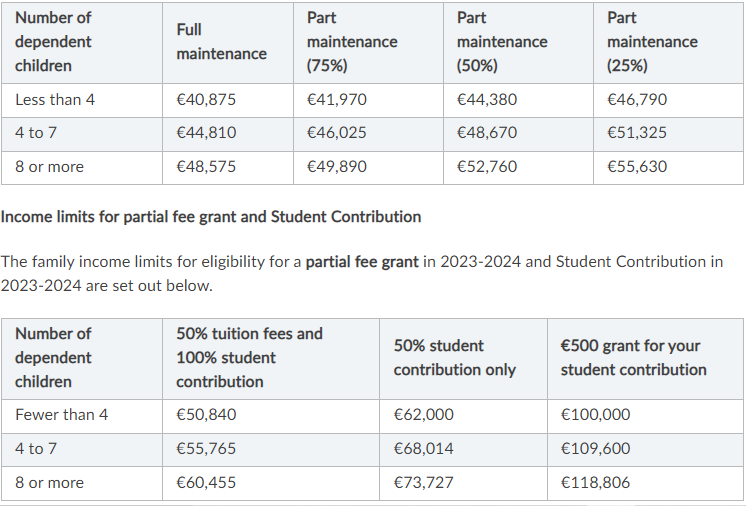 Number of dependent children Full maintenance Part maintenance (75%) Part maintenance (50%) Part maintenance (25%)
Less than 4 €40,875 €41,970 €44,380 €46,790
4 to 7 €44,810 €46,025 €48,670 €51,325
8 or more €48,575 €49,890 €52,760 €55,630
Income limits for partial fee grant and Student Contribution
The family income limits for eligibility for a partial fee grant in 2023-2024 and Student Contribution in
2023-2024 are set out below.
Number of dependent children 50% tuition fees and 100% student contribution 50% student contribution only €500 grant for your student contribution
Fewer than 4 €50,840 €62,000 €100,000
4 to 7 €55,765 €68,014 €109,600
8 or more €60,455 €73,727 €118,806